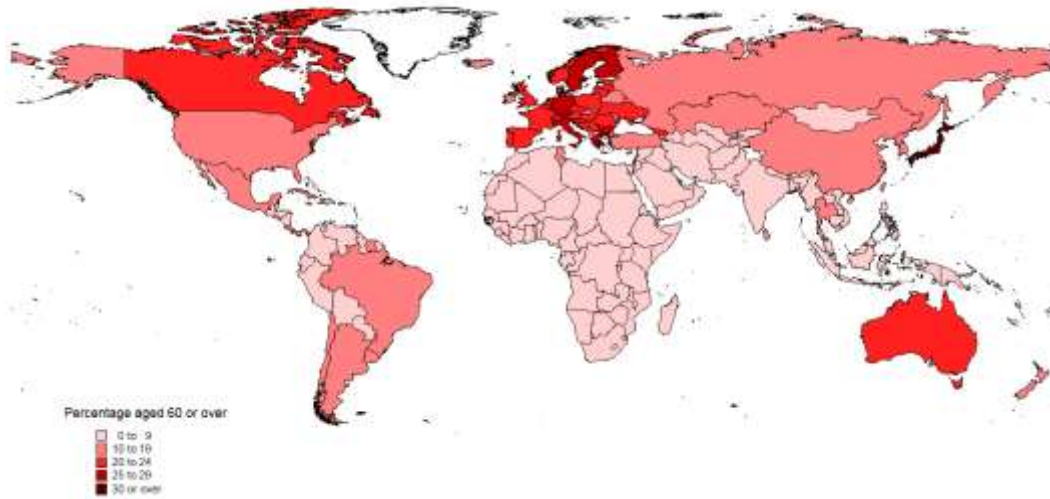 Percentage aged 60 or over
0 to 9
10 to 19
20 to 24
25 to 29
30 or over